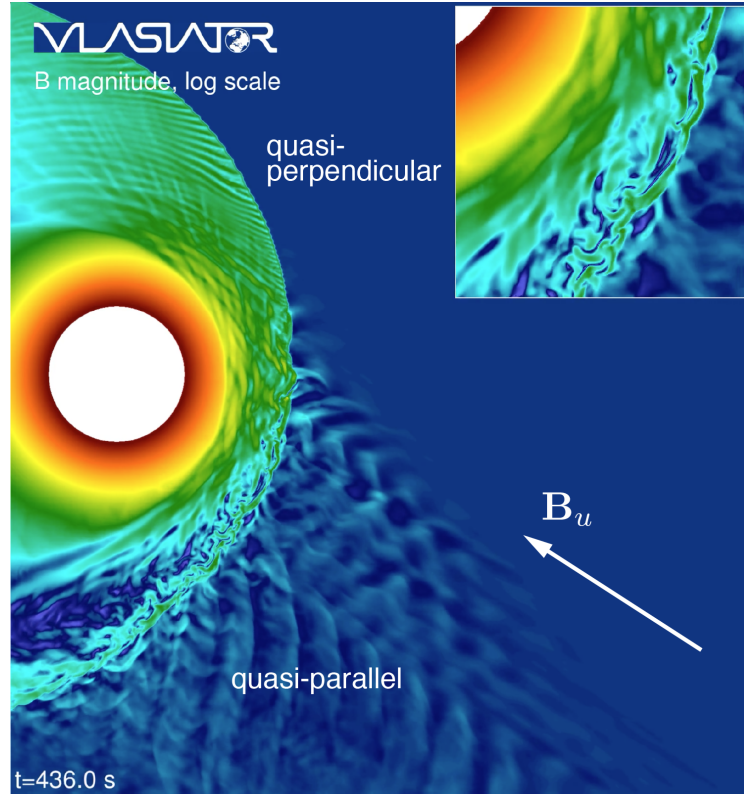 VLASIATOR
B magnitude, log scale
quasi-
perpendicular
B_u
quasi-parallel
t=436.0 s